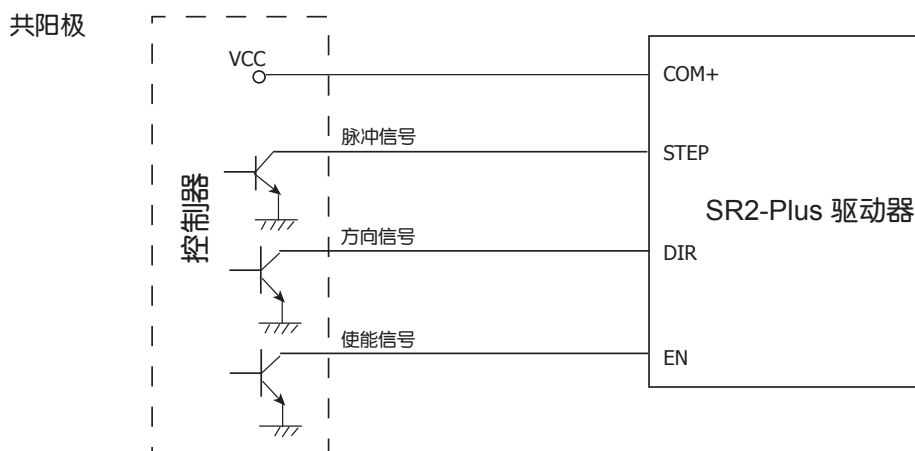 共阳极
VCC
COM+
脉冲信号
STEP
控制器
SR2-Plus 驱动器
方向信号
DIR
使能信号
EN